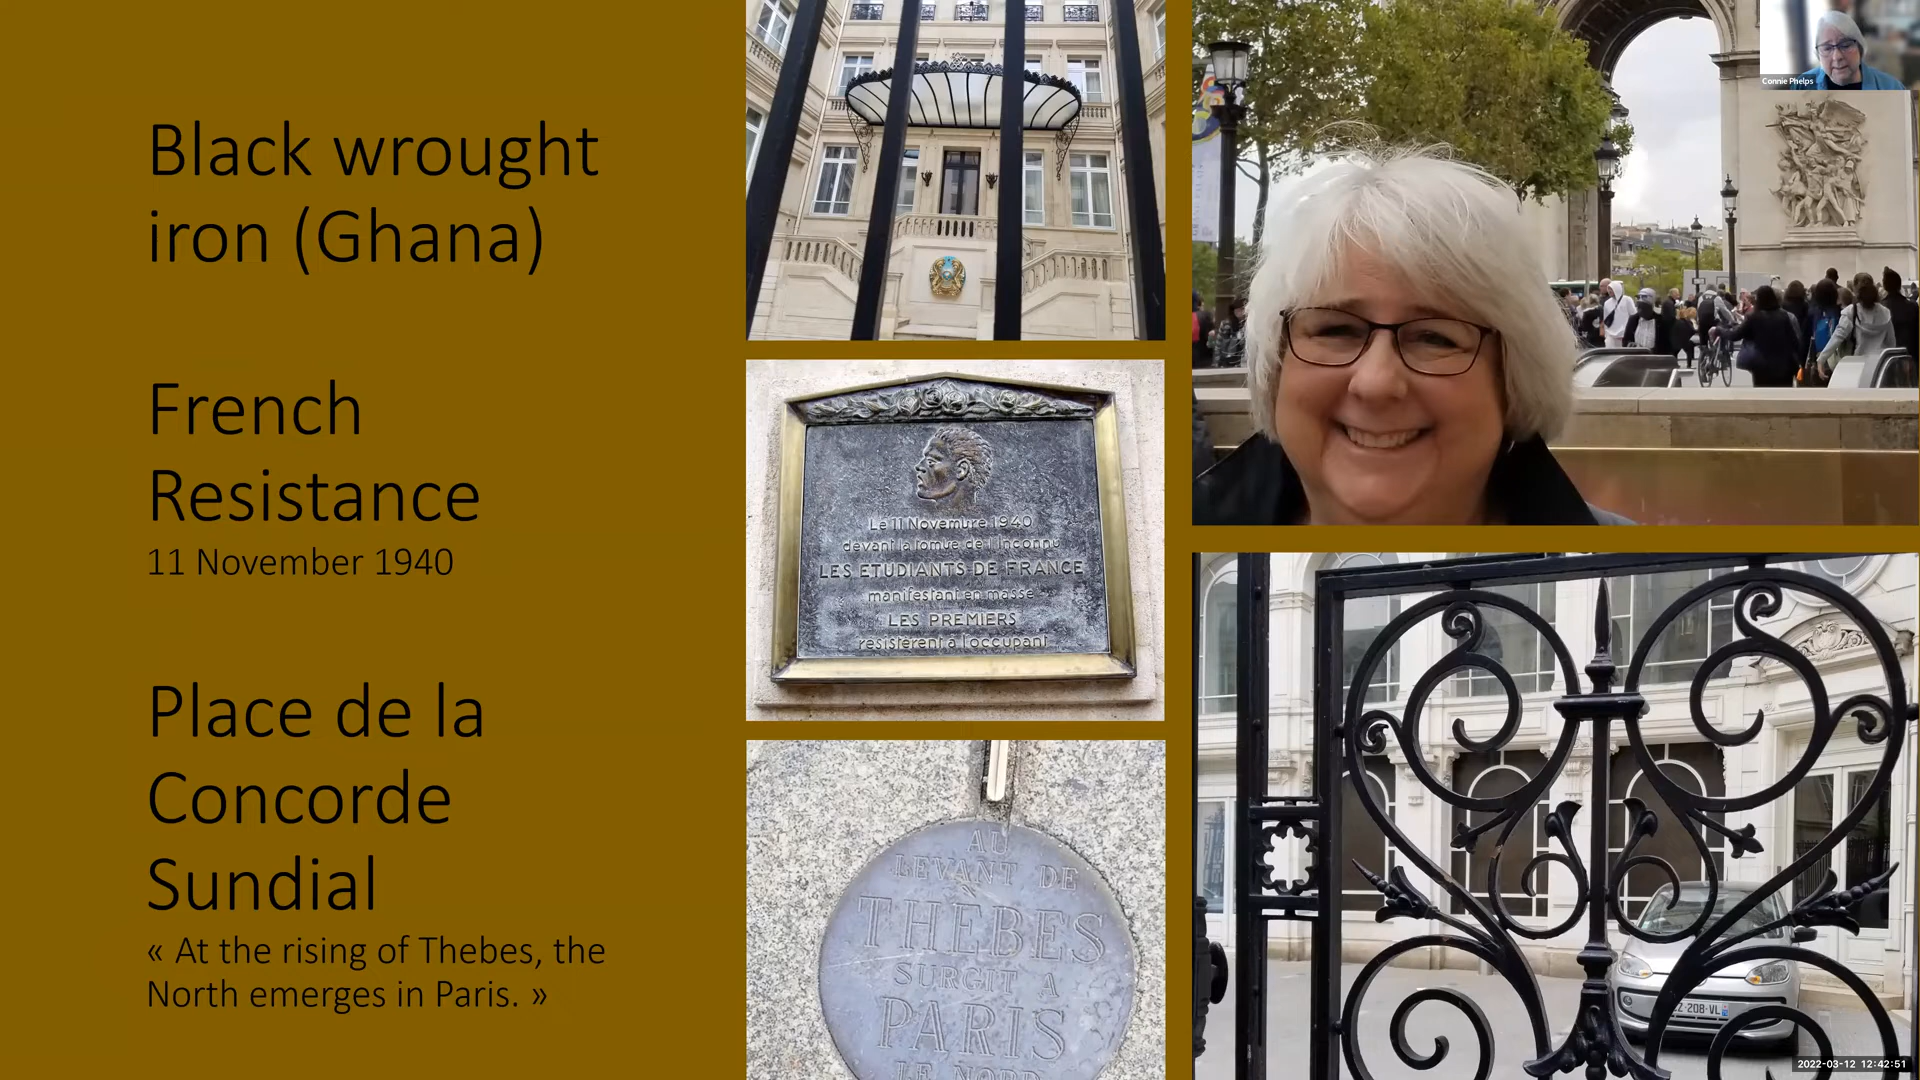 Black wrought
iron (Ghana)
French
Resistance
11 November 1940
Place de la
Concorde
Sundial
« At the rising of Thebes, the
North emerges in Paris. »
Le 11 Novembre 1940
devant la tombe de l'Inconnu
LES ETUDIANTS DE FRANCE
manifestant en masse
LES PREMIERS
résistèrent à l'occupant
AU
LEVANT DE
THÈBES
SURGIT A
PARIS
LE NORD
Connie Phelps
208-VL
2022-03-12 12:42:51